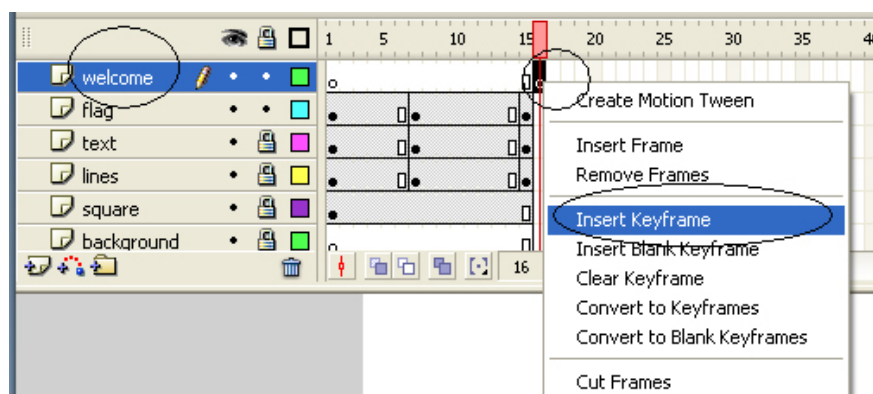 1 5 10 15 20 25 30 35 4
welcome
flag
text
lines
square
background
16
Create Motion Tween
Insert Frame
Remove Frames
Insert Keyframe
Insert Blank Keyframe
Clear Keyframe
Convert to Keyframes
Convert to Blank Keyframes
Cut Frames